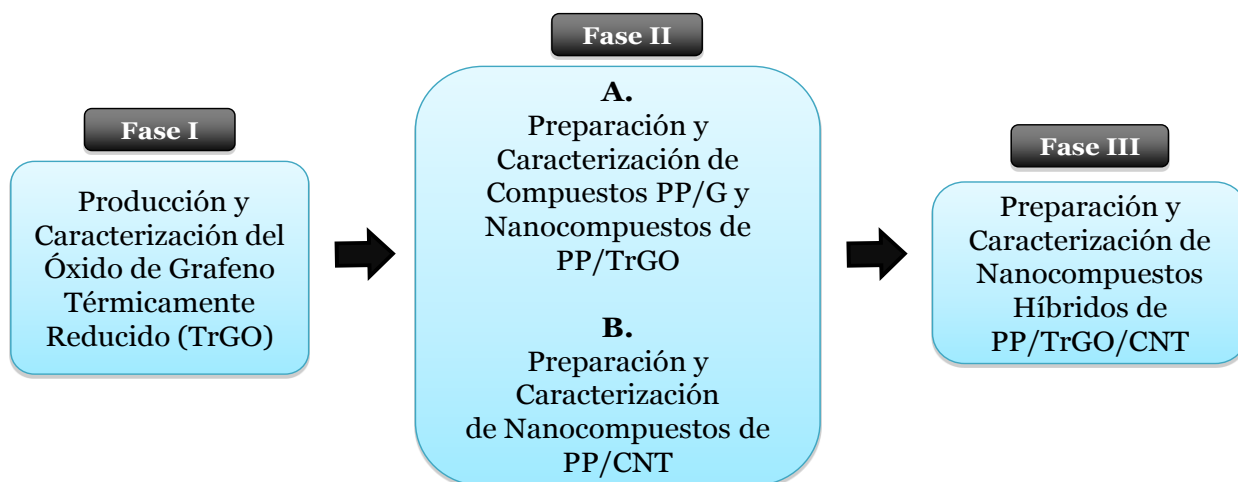 Fase I
Producción y
Caracterización del
Óxido de Grafeno
Térmicamente
Reducido (TrGO)
Fase II
A.
Preparación y
Caracterización de
Compuestos PP/G y
Nanocompuestos de
PP/TrGO
B.
Preparación y
Caracterización
de Nanocompuestos de
PP/CNT
Fase III
Preparación y
Caracterización de
Nanocompuestos
Híbridos de
PP/TrGO/CNT